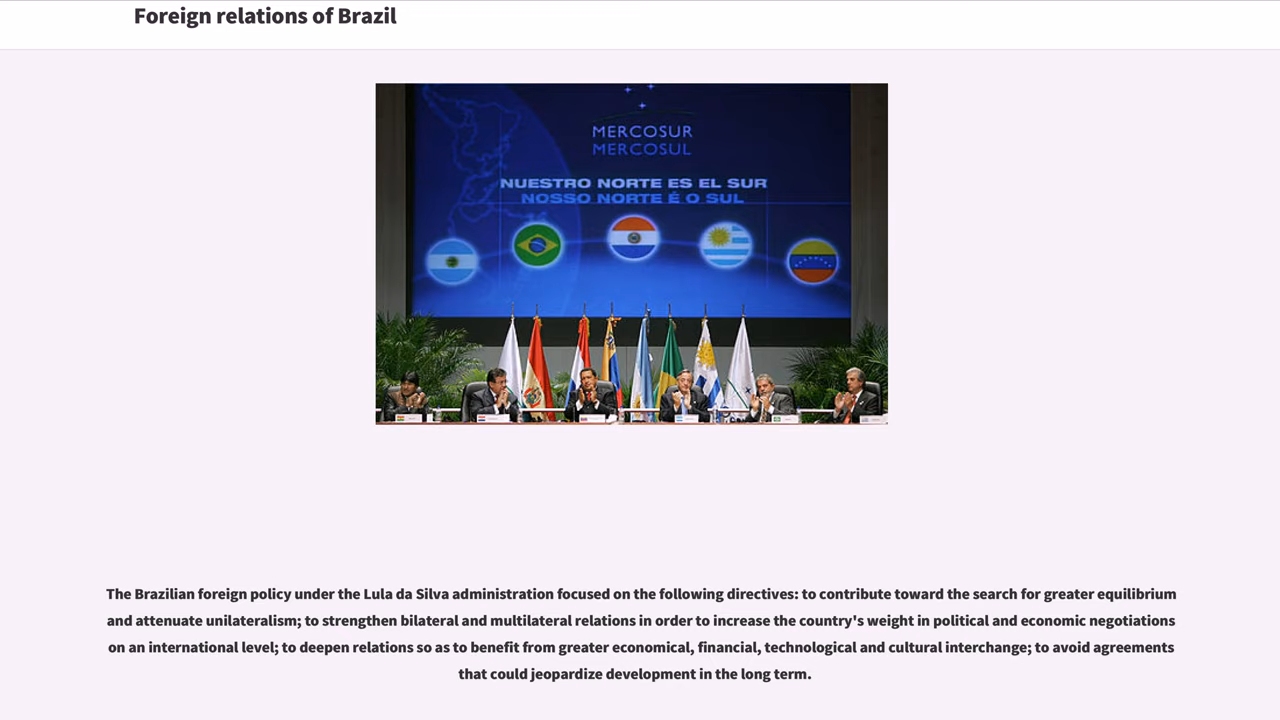 Foreign relations of Brazil
MERCOSUR
MERCOSUL
NUESTRO NORTE ES EL SUR
NOSSO NORTE É O SUL
The Brazilian foreign policy under the Lula da Silva administration focused on the following directives: to contribute toward the search for greater equilibrium
and attenuate unilateralism; to strengthen bilateral and multilateral relations in order to increase the country's weight in political and economic negotiations
on an international level; to deepen relations so as to benefit from greater economical, financial, technological and cultural interchange; to avoid agreements
that could jeopardize development in the long term.